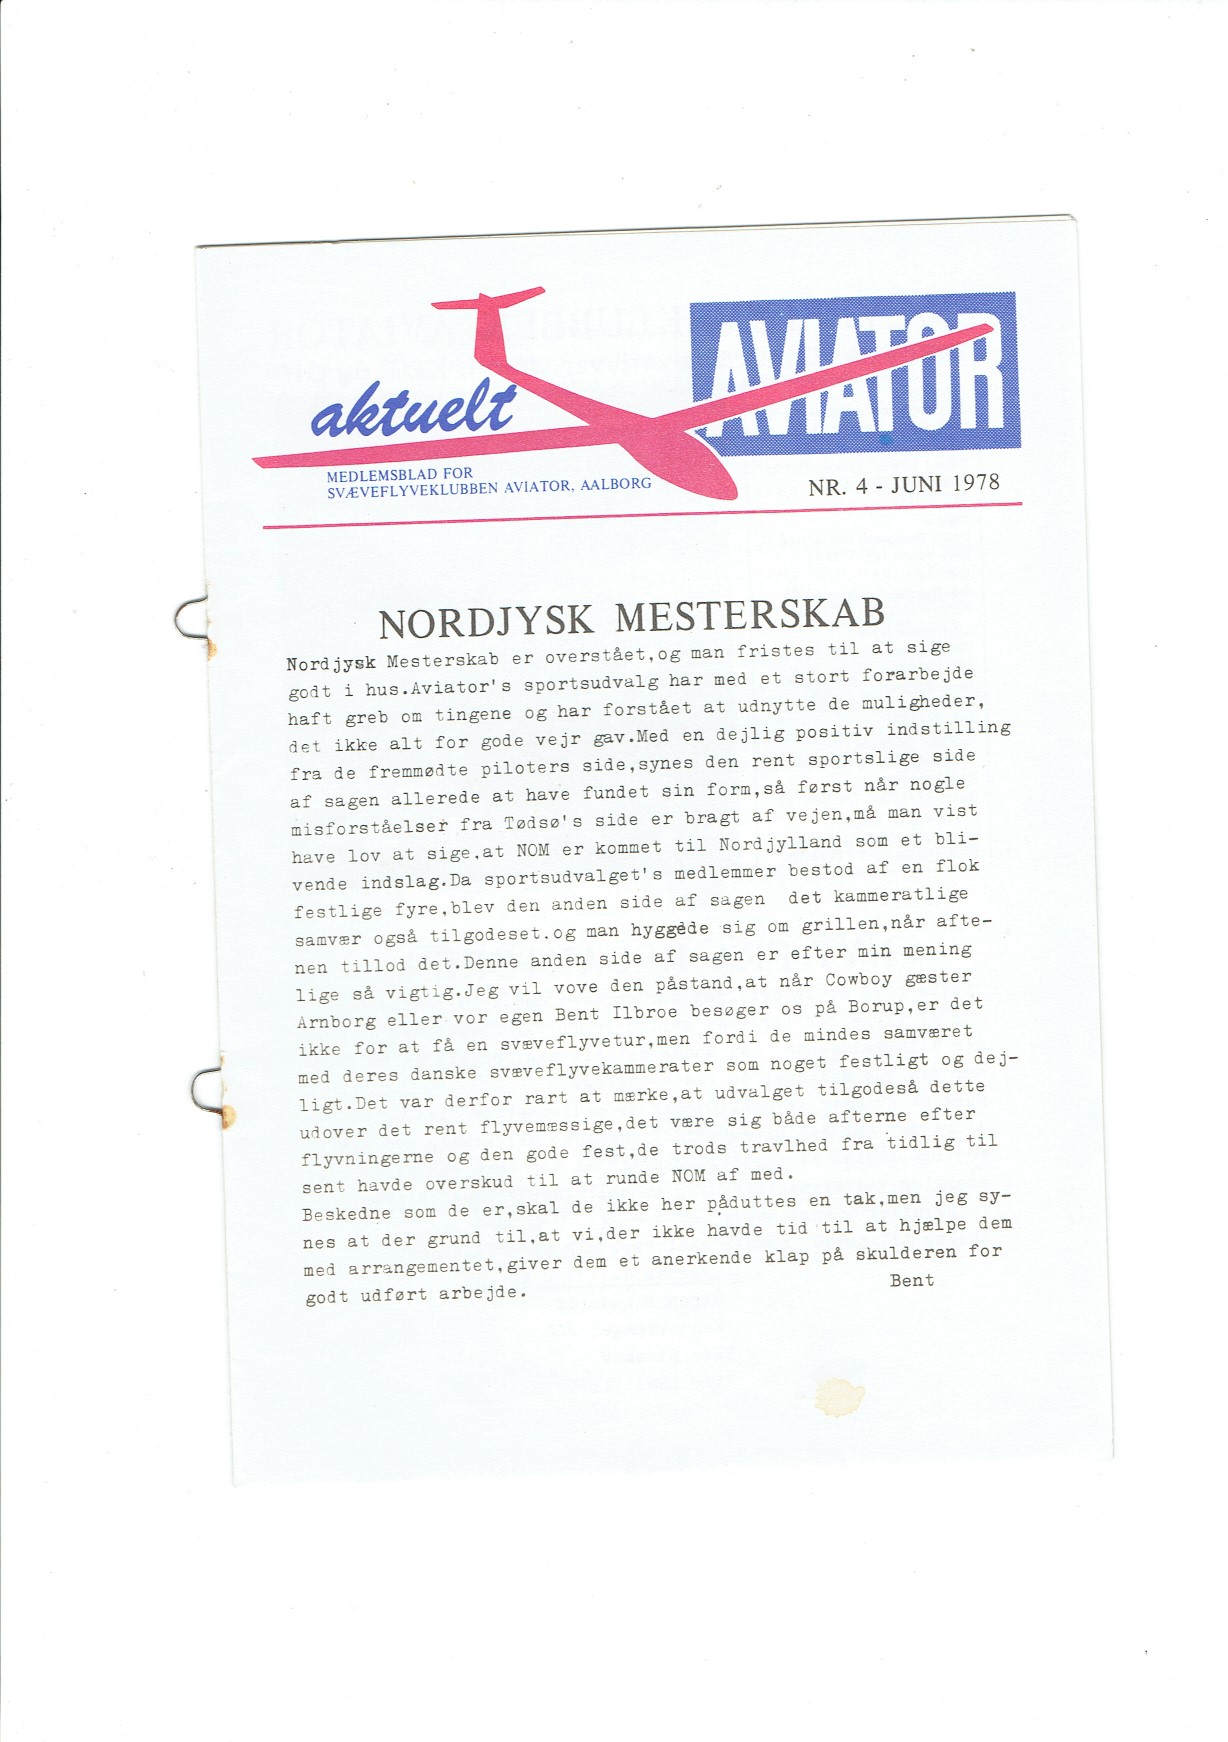 aktuelt
AVIATOR
MEDLEMSBLAD FOR
SVÆVEFLYVEKLUBBEN AVIATOR, AALBORG
NR. 4 - JUNI 1978
NORDJYSK MESTERSKAB
Nordjysk Mesterskab er overstået,og man fristes til at sige
godt i hus.Aviator's sportsudvalg har med et stort forarbejde
haft greb om tingene og har forstået at udnytte de muligheder,
det ikke alt for gode vejr gav.Med en dejlig positiv indstilling
fra de fremmødte piloters side,synes den rent sportslige side
af sagen allerede at have fundet sin form,så først når nogle
misforståelser fra Tødsø's side er bragt af vejen,må man vist
have lov at sige,at NOM er kommet til Nordjylland som et bli-
vende indslag.Da sportsudvalget's medlemmer bestod af en flok
festlige fyre,blev den anden side af sagen  det kammeratlige
samvær også tilgodeset.og man hyggede sig om grillen,når afte-
nen tillod det.Denne anden side af sagen er efter min mening
lige så vigtig.Jeg vil vove den påstand,at når Cowboy gæster
Arnborg eller vor egen Bent Ilbroe besøger os på Borup,er det
ikke for at få en svæveflyvetur,men fordi de mindes samværet
med deres danske svæveflyvekammerater som noget festligt og dej-
ligt.Det var derfor rart at mærke,at udvalget tilgodeså dette
udover det rent flyvemæssige,det være sig både afterne efter
flyvningerne og den gode fest,de trods travlhed fra tidlig til
sent havde overskud til at runde NOM af med.
Beskedne som de er,skal de ikke her påduttes en tak,men jeg sy-
nes at der grund til,at vi,der ikke havde tid til at hjælpe dem
med arrangementet,giver dem et anerkende klap på skulderen for
godt udført arbejde.
Bent